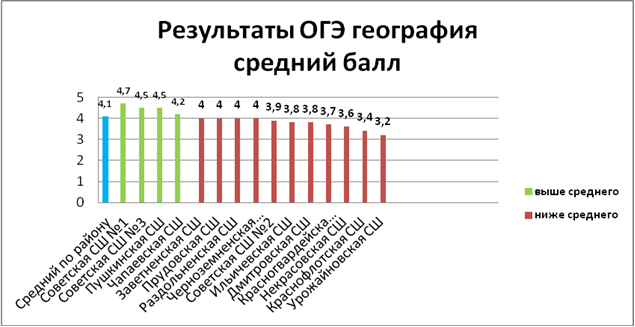 Результаты ОГЭ география
средний балл
4,1
4,7
4,5
4,5
4,2
4
4
4
4
3,9
3,8
3,8
3,7
3,6
3,4
3,2
5
4
3
2
1
0
Средний по району
Советская СШ №1
Советская СШ №3
Пушкинская СШ
Чапаевская СШ
Заветненская СШ
Прудовская СШ
Раздольненская СШ
Черноземненская...
Советская СШ №2
Ильичевская СШ
Дмитровская СШ
Красногвардейска...
Некрасовская СШ
Краснофлотская СШ
Урожайновская СШ
выше среднего
ниже среднего